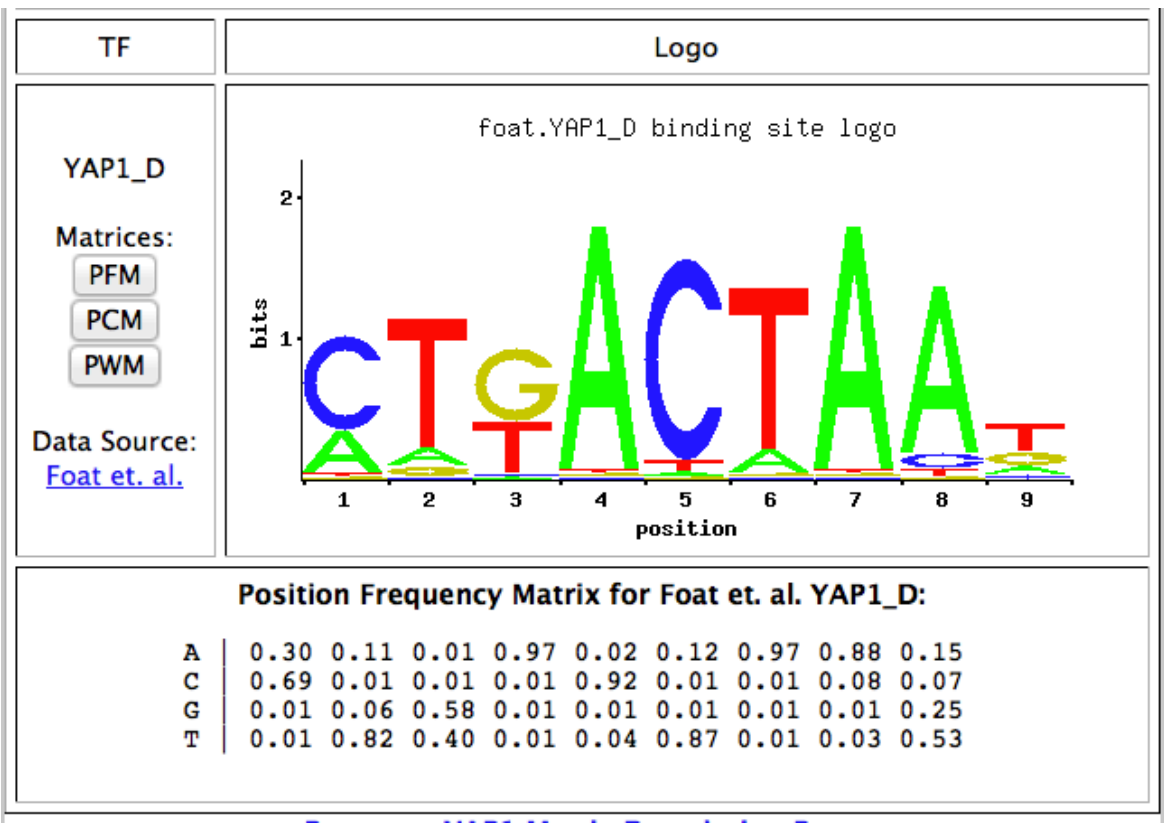 TF
Logo
YAP1_D
Matrices:
PFM
PCM
PWM
Data Source:
Foat et. al.
foat.YAP1_D binding site logo
2
bits
1
CTGACTAAT
AATTACT
1 2 3 4 5 6 7 8 9
position
Position Frequency Matrix for Foat et. al. YAP1_D:
A | 0.30 0.11 0.01 0.97 0.02 0.12 0.97 0.88 0.15
C | 0.69 0.01 0.01 0.01 0.92 0.01 0.01 0.08 0.07
G | 0.01 0.06 0.58 0.01 0.01 0.01 0.01 0.01 0.25
T | 0.01 0.82 0.40 0.01 0.04 0.87 0.01 0.03 0.53